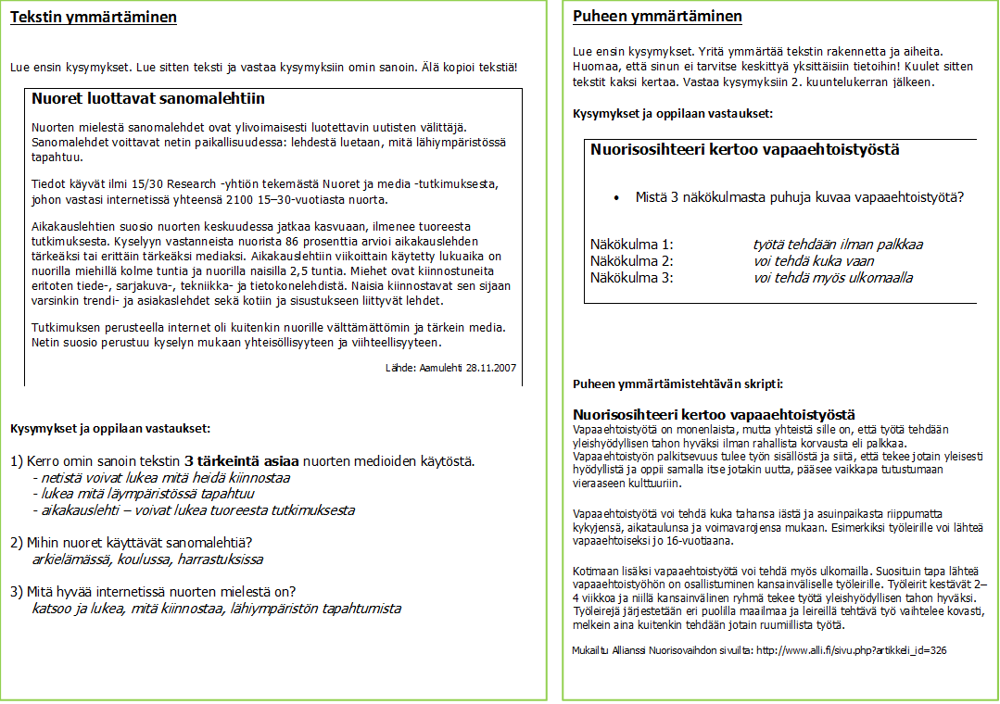 Tekstin ymmärtäminen
Lue ensin kysymykset. Lue sitten teksti ja vastaa kysymyksiin omin sanoin. Älä kopioi tekstiä!
Nuoret luottavat sanomalehtiin
Nuorten mielestä sanomalehdet ovat ylivoimaisesti luotettavin uutisten välittäjä.
Sanomalehdet voittavat netin paikallisuudessa: lehdestä luetaan, mitä lähiympäristössä
tapahtuu.
Tiedot käyvät ilmi 15/30 Research -yhtiön tekemästä Nuoret ja media -tutkimuksesta,
johon vastasi internetissä yhteensä 2100 15–30-vuotiasta nuorta.
Aikakauslehtien suosio nuorten keskuudessa jatkaa kasvuaan, ilmenee tuoreesta
tutkimuksesta. Kyselyyn vastanneista nuorista 86 prosenttia arvioi aikakauslehden
tärkeäksi tai erittäin tärkeäksi mediaksi. Aikakauslehtiin viikoittain käytetty lukuaika on
nuorilla miehillä kolme tuntia ja nuorilla naisilla 2,5 tuntia. Miehet ovat kiinnostuneita
eritoten tiede-, sarjakuva-, tekniikka- ja tietokonelehdistä. Naisia kiinnostavat sen sijaan
varsinkin trendi- ja asiakaslehdet sekä kotiin ja sisustukseen liittyvät lehdet.
Tutkimuksen perusteella internet oli kuitenkin nuorille välttämättömin ja tärkein media.
Netin suosio perustuu kyselyn mukaan yhteisöllisyyteen ja viihteellisyyteen.
Lähde: Aamulehti 28.11.2007
Kysymykset ja oppilaan vastaukset:
1) Kerro omin sanoin tekstin 3 tärkeintä asiaa nuorten medioiden käytöstä.
- netistä voivat lukea mitä heidä kiinnostaa
- lukea mitä läympäristössä tapahtuu
- aikakauslehti – voivat lukea tuoreesta tutkimuksesta
2) Mihin nuoret käyttävät sanomalehtiä?
arkielämässä, koulussa, harrastuksissa
3) Mitä hyvää internetissä nuorten mielestä on?
katsoo ja lukea, mitä kiinnostaa, lähiympäristön tapahtumista
Puheen ymmärtäminen
Lue ensin kysymykset. Yritä ymmärtää tekstin rakennetta ja aiheita.
Huomaa, että sinun ei tarvitse keskittyä yksittäisiin tietoihin! Kuulet sitten
tekstit kaksi kertaa. Vastaa kysymyksiin 2. kuuntelukerran jälkeen.
Kysymykset ja oppilaan vastaukset:
Nuorisosihteeri kertoo vapaaehtoistyöstä
• Mistä 3 näkökulmasta puhuja kuvaa vapaaehtoistyötä?
Näkökulma 1: työtä tehdään ilman palkkaa
Näkökulma 2: voi tehdä kuka vaan
Näkökulma 3: voi tehdä myös ulkomaalla
Puheen ymmärtämistehtävän skripti:
Nuorisosihteeri kertoo vapaaehtoistyöstä
Vapaaehtoistyötä on monenlaista, mutta yhteistä sille on, että työtä tehdään
yleishyödyllisen tahon hyväksi ilman rahallista korvausta eli palkkaa.
Vapaaehtoistyön palkitsevuus tulee työn sisällöstä ja siitä, että tekee jotain yleisesti
hyödyllistä ja oppii samalla itse jotakin uutta, pääsee vaikkapa tutustumaan
vieraaseen kulttuuriin.
Vapaaehtoistyötä voi tehdä kuka tahansa iästä ja asuinpaikasta riippumatta
kykyjensä, aikataulunsa ja voimavarojensa mukaan. Esimerkiksi työleirille voi lähteä
vapaaehtoiseksi jo 16-vuotiaana.
Kotimaan lisäksi vapaaehtoistyötä voi tehdä myös ulkomailla. Suosituin tapa lähteä
vapaaehtoistyöhön on osallistuminen kansainväliselle työleirille. Työleirit kestävät 2–
4 viikkoa ja niillä kansainvälinen ryhmä tekee työtä yleishyödyllisen tahon hyväksi.
Työleirejä järjestetään eri puolilla maailmaa ja leireillä tehtävä työ vaihtelee kovasti,
melkein aina kuitenkin tehdään jotain ruumiillista työtä.
Mukailtu Allianssi Nuorisovaihdon sivuilta: http://www.alli.fi/sivu.php?artikkeli_id=326